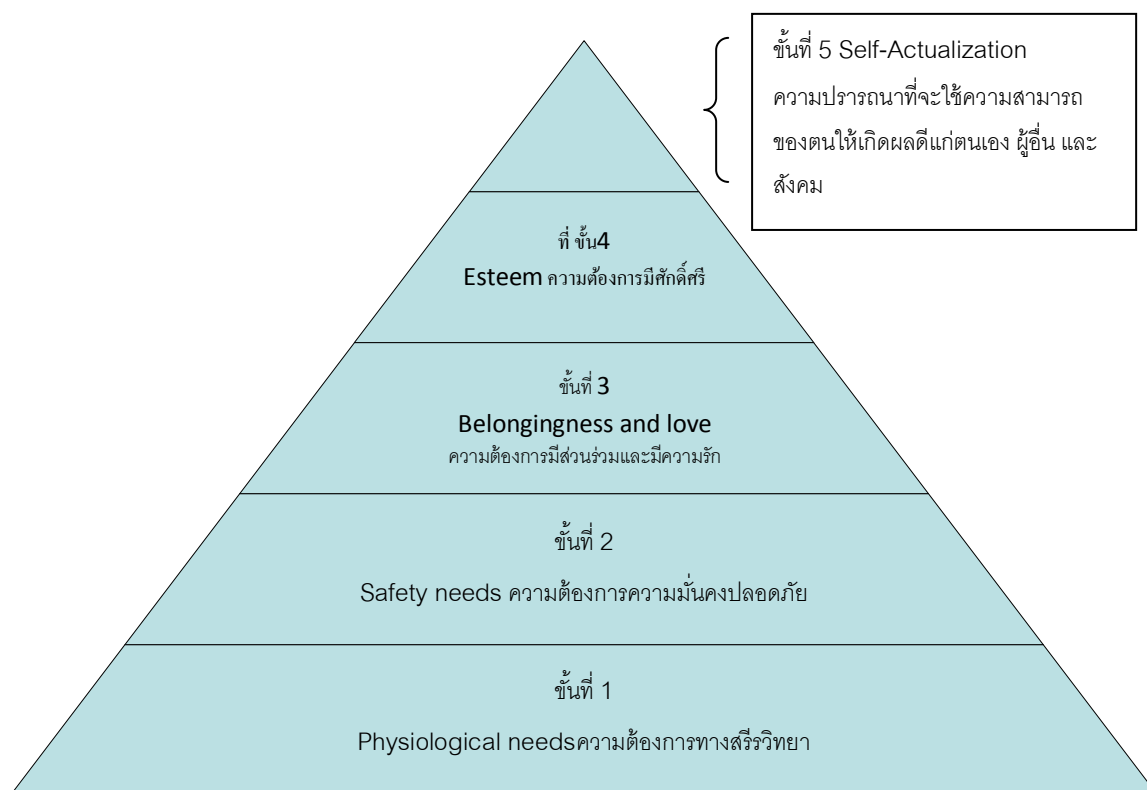 ขั้นที่ 5 Self-Actualization
ความปรารถนาที่จะใช้ความสามารถ
ของตนให้เกิดผลดีแก่ตนเอง ผู้อื่น และ
สังคม
ที่ ขั้น4
Esteem ความต้องการมีศักดิ์ศรี
ขั้นที่ 3
Belongingness and love
ความต้องการมีส่วนร่วมและมีความรัก
ขั้นที่ 2
Safety needs ความต้องการความมั่นคงปลอดภัย
ขั้นที่ 1
Physiological needsความต้องการทางสรีรวิทยา